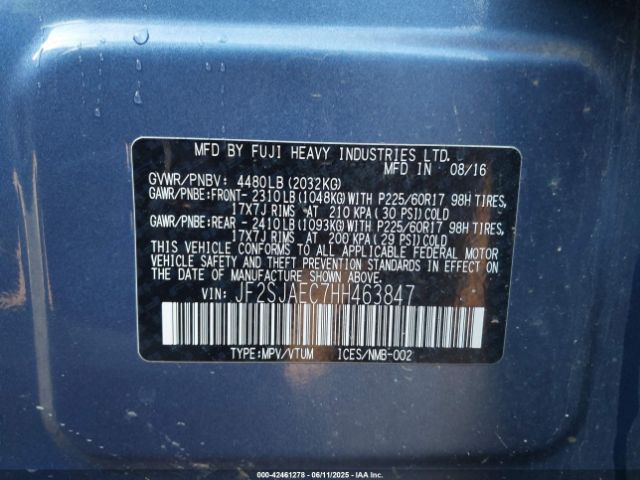 MFD BY FUJI HEAVY INDUSTRIES LTD.
MFD IN 08/16
GVWR/PNBV: 4480LB(2032KG)
GAWR/PNBE:FRONT- 2310LB(1048KG)WITH P225/60R17 98H TIRES,
17X7J RIMS AT 210 KPA(30 PSI)COLD
GAWR/PNBE:REAR -2410LB(1093KG)WITH P225/60R17 98H TIRES,
17X7J RIMS AT 200 KPA(29 PSI)COLD
THIS VEHICLE CONFORMS TO ALL APPLICABLE FEDERAL MOTOR
VEHICLE SAFETY AND THEFT PREVENTION STANDARDS IN EFFECT ON
THE DATE OF MANUFACTURE SHOWN ABOVE.
VIN: JF2SJAEC7HH463847
TYPE:MPV/VTUM ICES/NMB-002
000-42461278 - 06/11/2025 - IAA Inc.